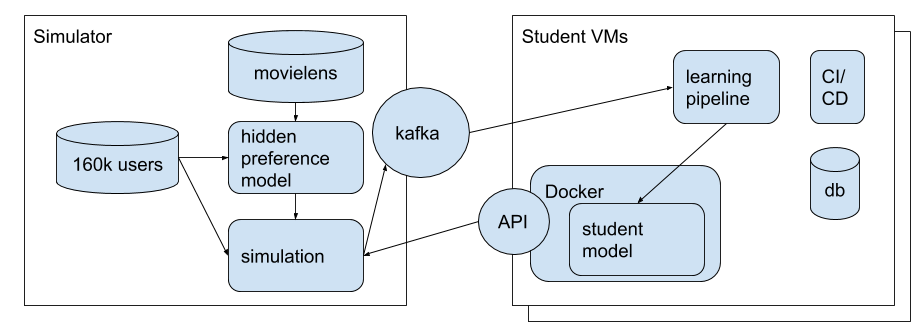 Simulator
movielens
160k users
hidden
preference
model
simulation
kafka
Student VMs
learning
pipeline
CI/
CD
db
Docker
API
student
model